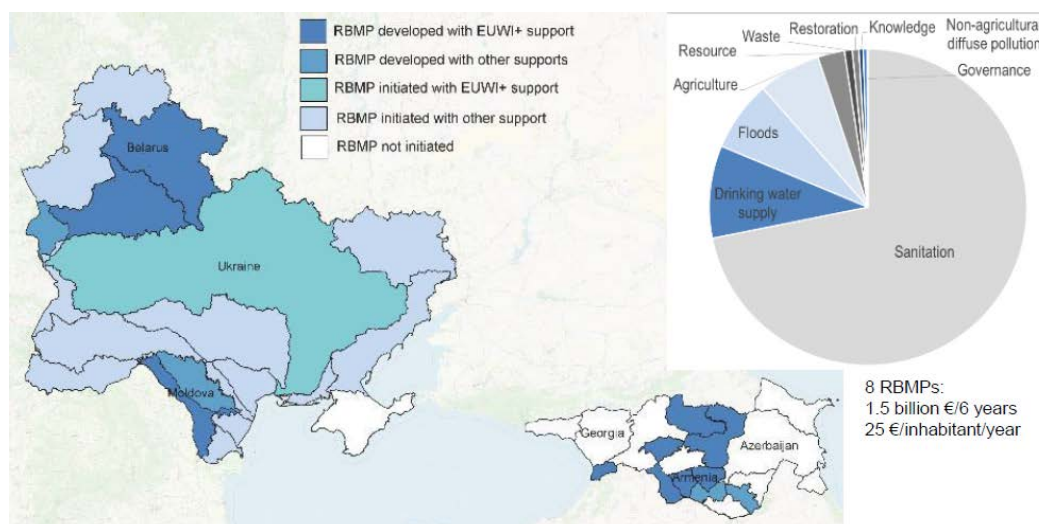 RBMP developed with EUWI+ support
RBMP developed with other supports
RBMP initiated with EUWI+ support
RBMP initiated with other support
RBMP not initiated
Belarus
Ukraine
Moldova
Georgia
Azerbaijan
Armenia
Restoration
Knowledge
Non-agricultura
diffuse pollution
Waste
Resource
Governance
Agriculture
Floods
Drinking water
supply
Sanitation
8 RBMPs:
1.5 billion €/6 years
25 €/inhabitant/year